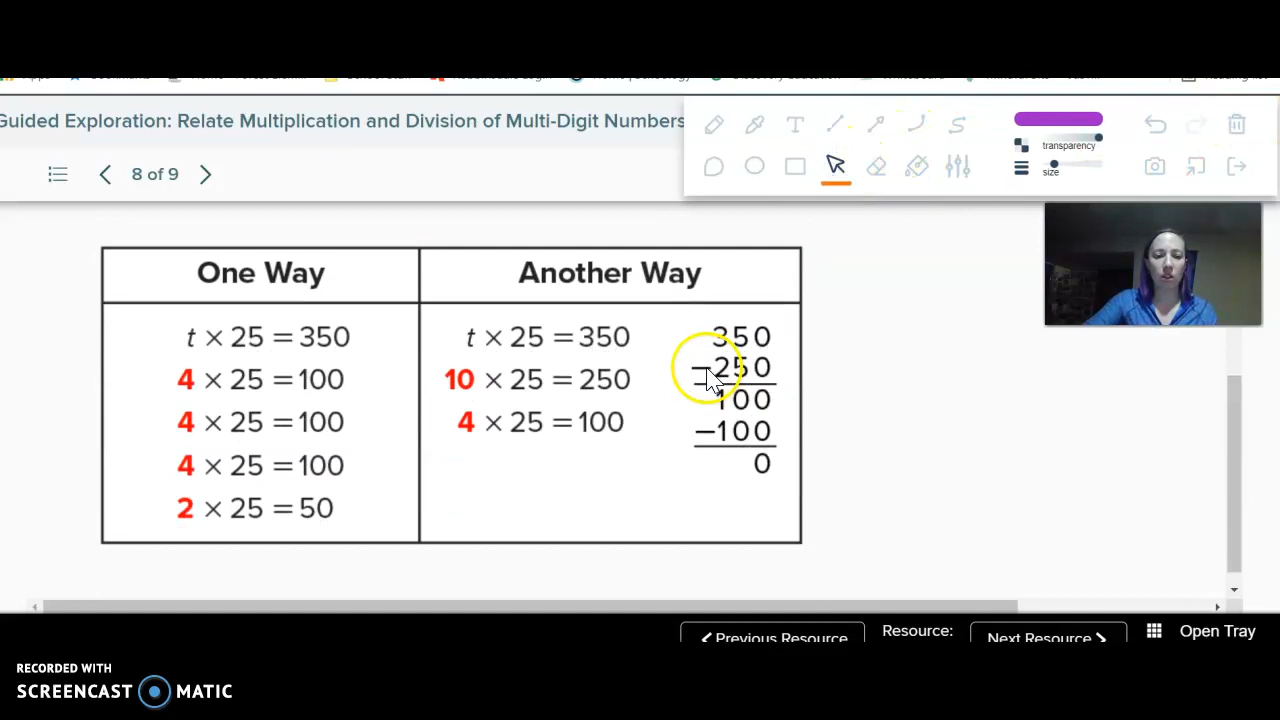 Guided Exploration: Relate Multiplication and Division of Multi-Digit Numbers
transparency
size
8 of 9
One Way
Another Way
t × 25 = 350
4 × 25 = 100
4 × 25 = 100
4 × 25 = 100
2 × 25 = 50
t × 25 = 350
10 × 25 = 250
4 × 25 = 100
350
−250
100
−100
0
Previous Resource
Resource:
Next Resource
Open Tray
RECORDED WITH
SCREENCAST MATIC